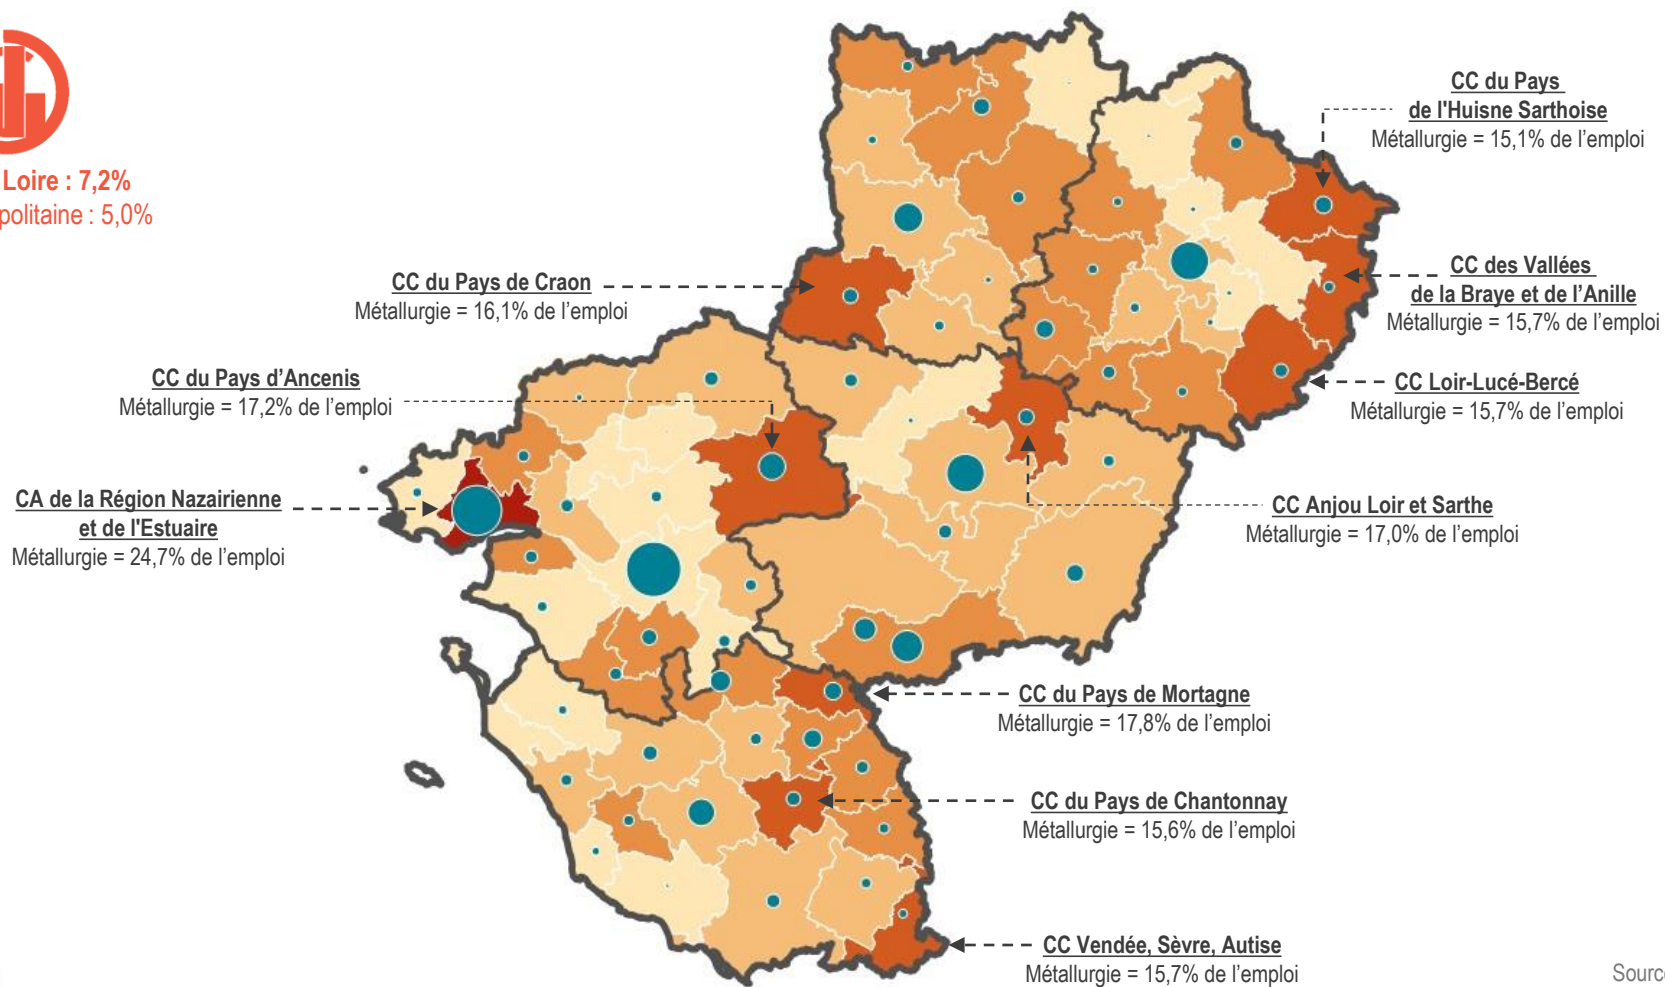 Loire : 7,2%
politaine : 5,0%
CC du Pays
de l'Huisne Sarthoise
Métallurgie = 15,1% de l'emploi
CC du Pays de Craon
Métallurgie = 16,1% de l'emploi
CC des Vallées
de la Braye et de l'Anille
Métallurgie = 15,7% de l'emploi
CC du Pays d'Ancenis
Métallurgie = 17,2% de l'emploi
CC Loir-Lucé-Bercé
Métallurgie = 15,7% de l'emploi
CA de la Région Nazairienne
et de l'Estuaire
Métallurgie = 24,7% de l'emploi
CC Anjou Loir et Sarthe
Métallurgie = 17,0% de l'emploi
CC du Pays de Mortagne
Métallurgie = 17,8% de l'emploi
CC du Pays de Chantonnay
Métallurgie = 15,6% de l'emploi
CC Vendée, Sèvre, Autise
Métallurgie = 15,7% de l'emploi
Source